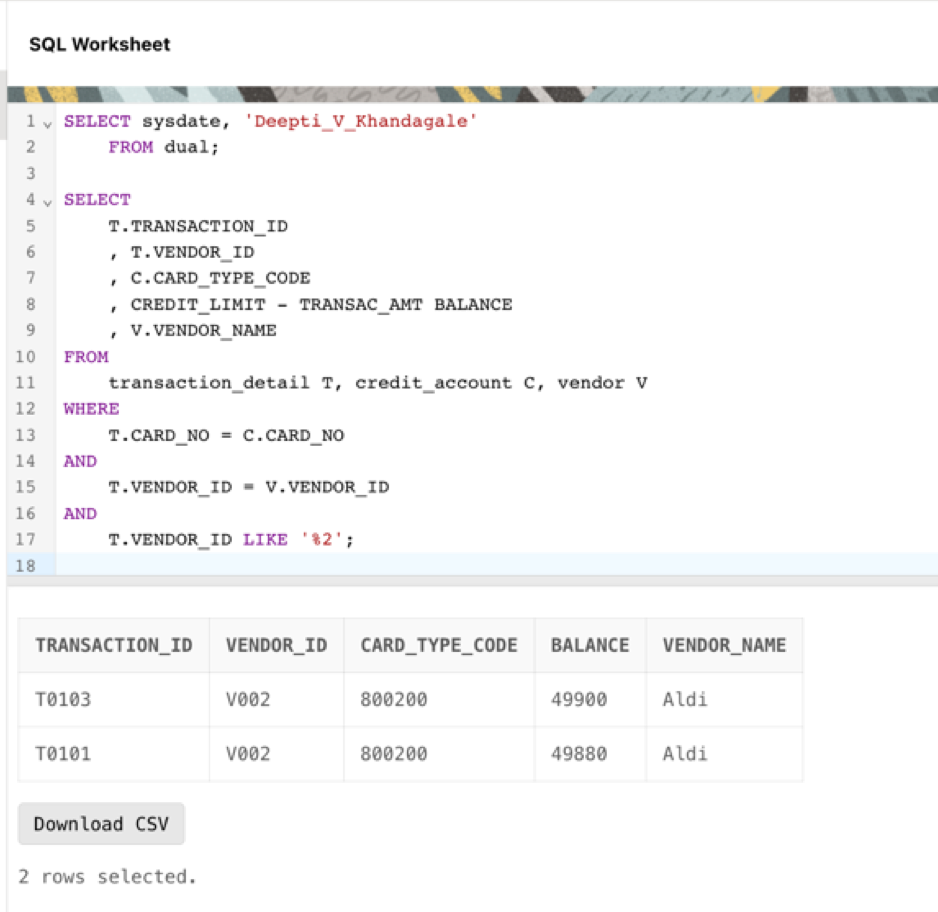 SQL Worksheet
1 SELECT sysdate, 'Deepti_V_Khandagale'
2 FROM dual;
3
4 SELECT
5 T.TRANSACTION_ID
6 , T.VENDOR_ID
7 , C.CARD_TYPE_CODE
8 , CREDIT_LIMIT - TRANSAC_AMT BALANCE
9 , V.VENDOR_NAME
10 FROM
11 transaction_detail T, credit_account C, vendor V
12 WHERE
13 T.CARD_NO = C.CARD_NO
14 AND
15 T.VENDOR_ID = V.VENDOR_ID
16 AND
17 T.VENDOR_ID LIKE '%2';
18
TRANSACTION_ID VENDOR_ID CARD_TYPE_CODE BALANCE VENDOR_NAME
T0103 V002 800200 49900 Aldi
T0101 V002 800200 49880 Aldi
Download CSV
2 rows selected.